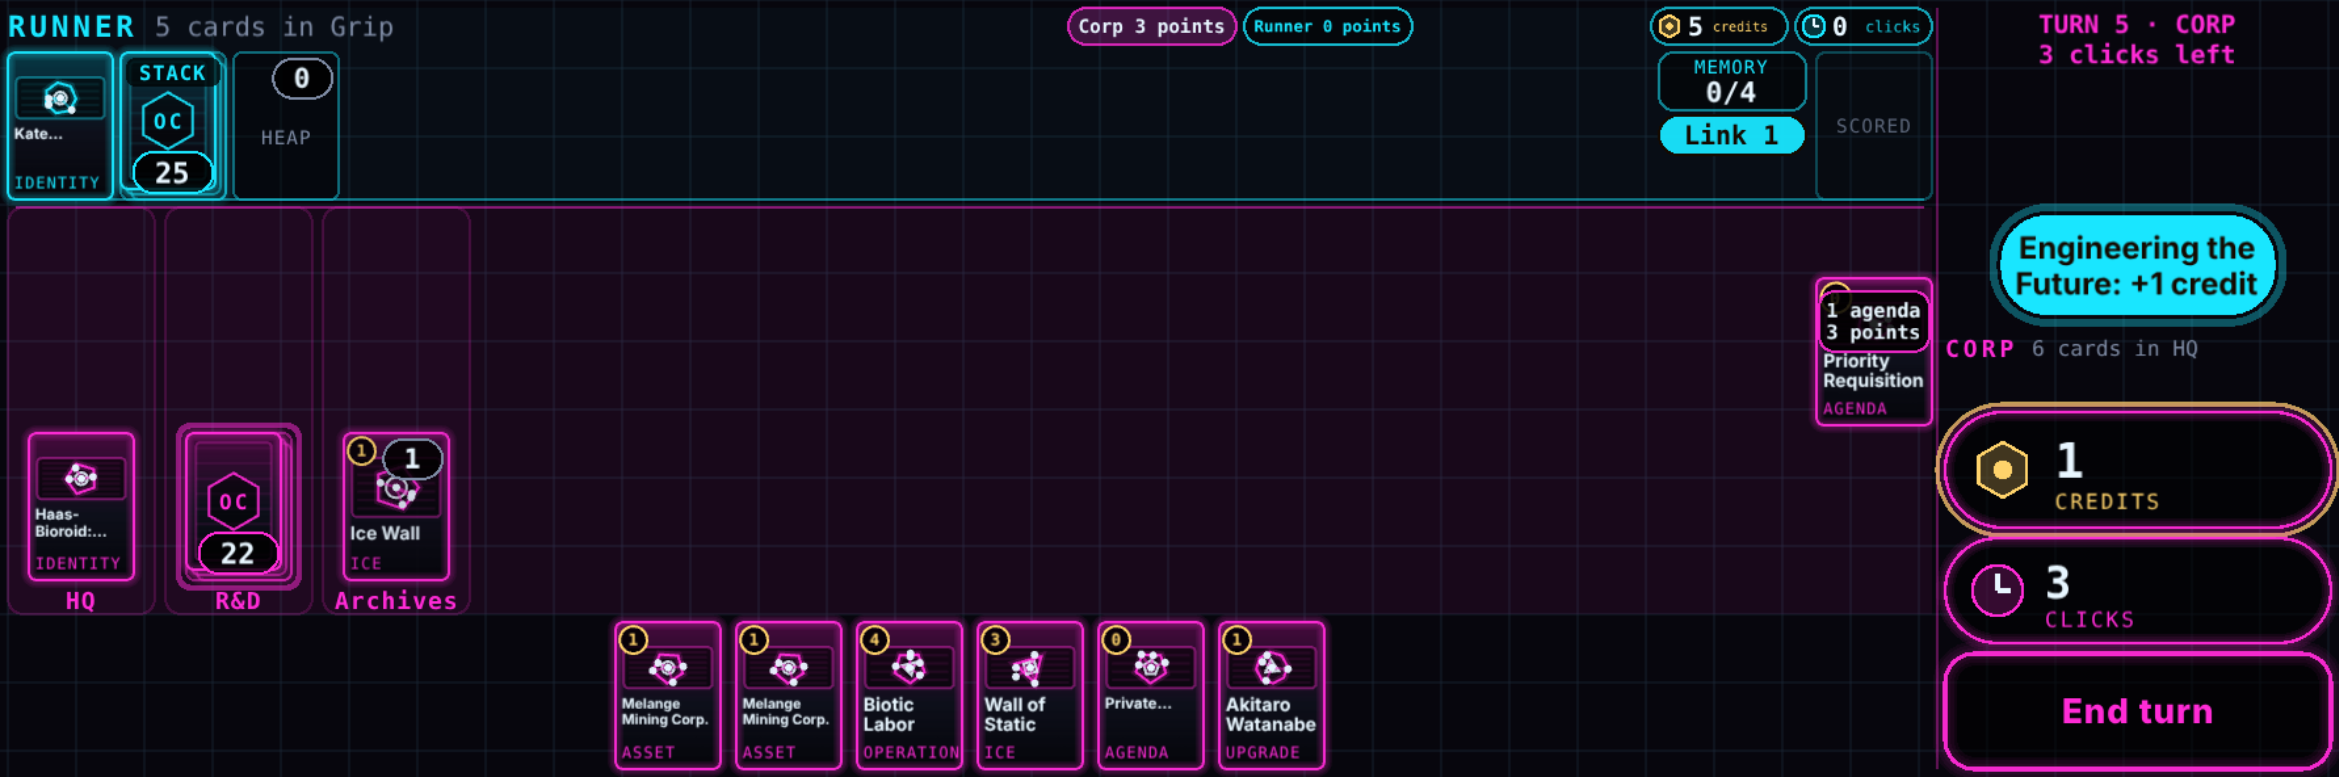 RUNNER 5 cards in Grip
Corp 3 points
Runner 0 points
5 credits
0 clicks
TURN 5 · CORP
3 clicks left
Kate...
IDENTITY
STACK
OC
25
0
HEAP
MEMORY
0/4
Link 1
SCORED
Engineering the
Future: +1 credit
1 agenda
3 points
Priority
Requisition
AGENDA
CORP 6 cards in HQ
Haas-
Bioroid:...
IDENTITY
HQ
OC
22
R&D
1
1
Ice Wall
ICE
Archives
1
CREDITS
3
CLICKS
End turn
1
Melange
Mining Corp.
ASSET
1
Melange
Mining Corp.
ASSET
4
Biotic
Labor
OPERATION
3
Wall of
Static
ICE
0
Private...
AGENDA
1
Akitaro
Watanabe
UPGRADE